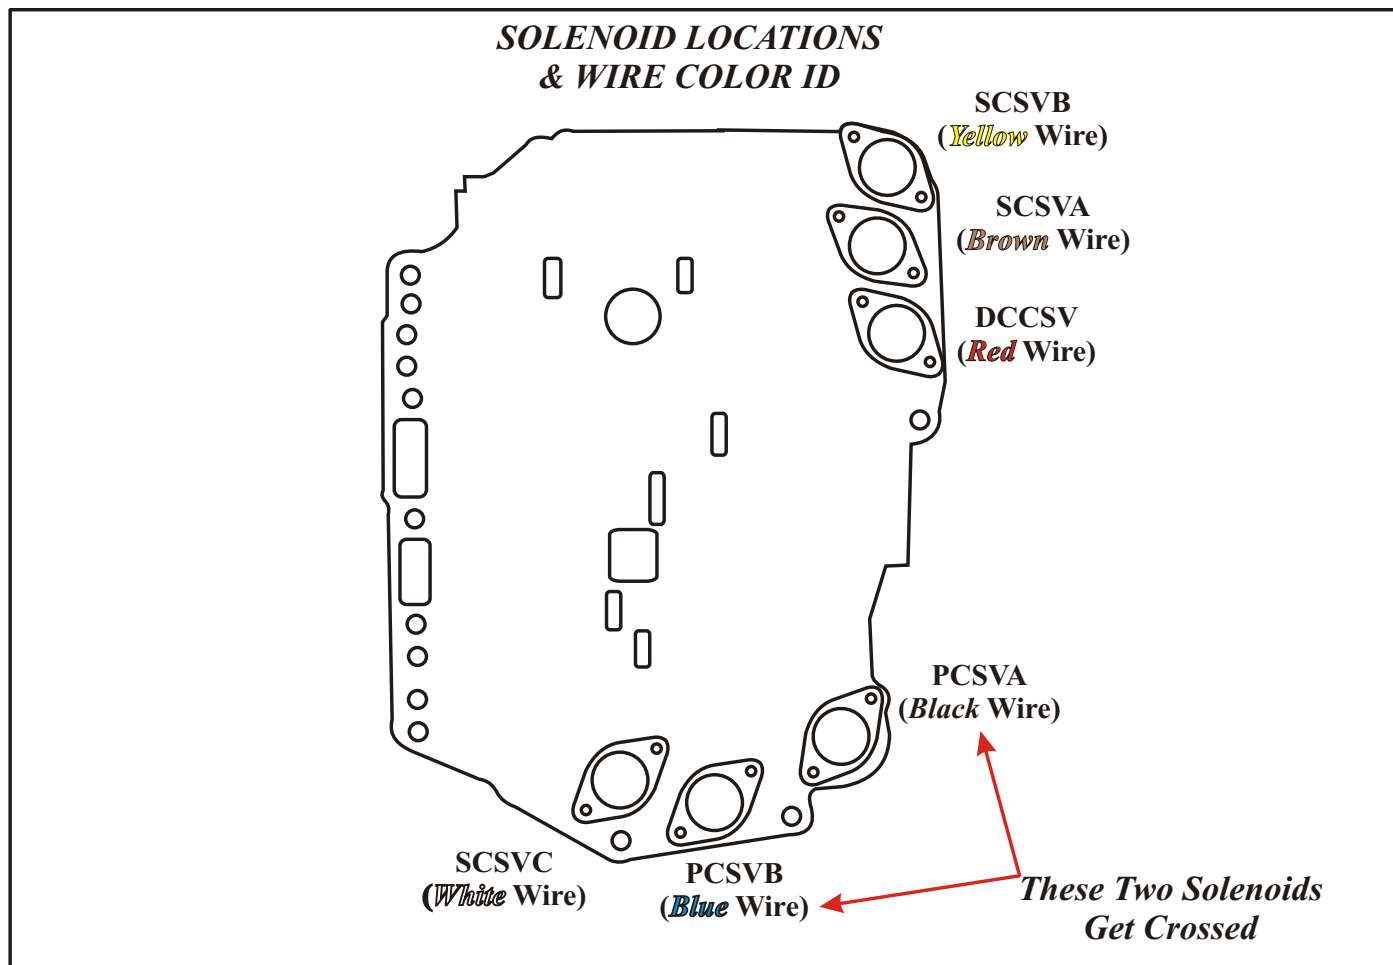 SOLENOID LOCATIONS
& WIRE COLOR ID
SCSVB
(Yellow Wire)
SCSVA
(Brown Wire)
DCCSV
(Red Wire)
PCSVA
(Black Wire)
SCSVC
(White Wire)
PCSVB
(Blue Wire)
These Two Solenoids
Get Crossed